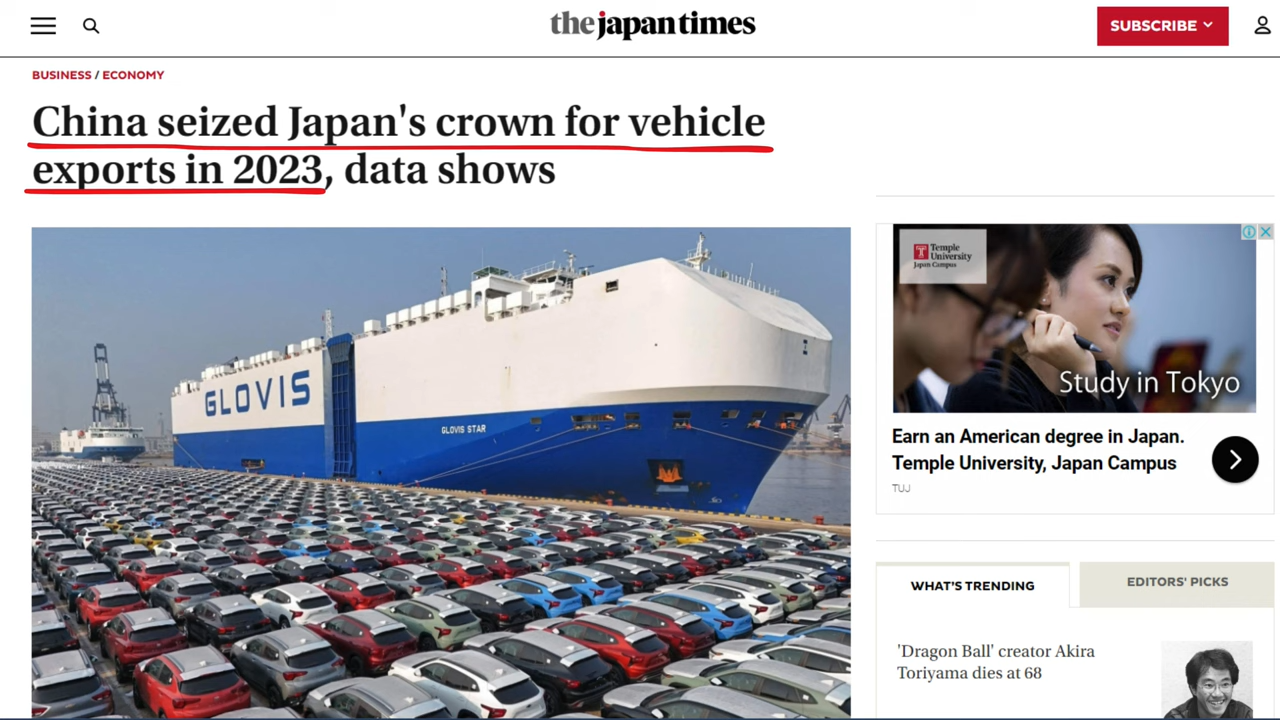 the japan times
SUBSCRIBE
BUSINESS / ECONOMY
China seized Japan's crown for vehicle
exports in 2023, data shows
GLOVIS
GLOVIS STAR
Temple
University
Japan Campus
Study in Tokyo
Earn an American degree in Japan.
Temple University, Japan Campus
TUJ
WHAT'S TRENDING
EDITORS' PICKS
'Dragon Ball' creator Akira
Toriyama dies at 68